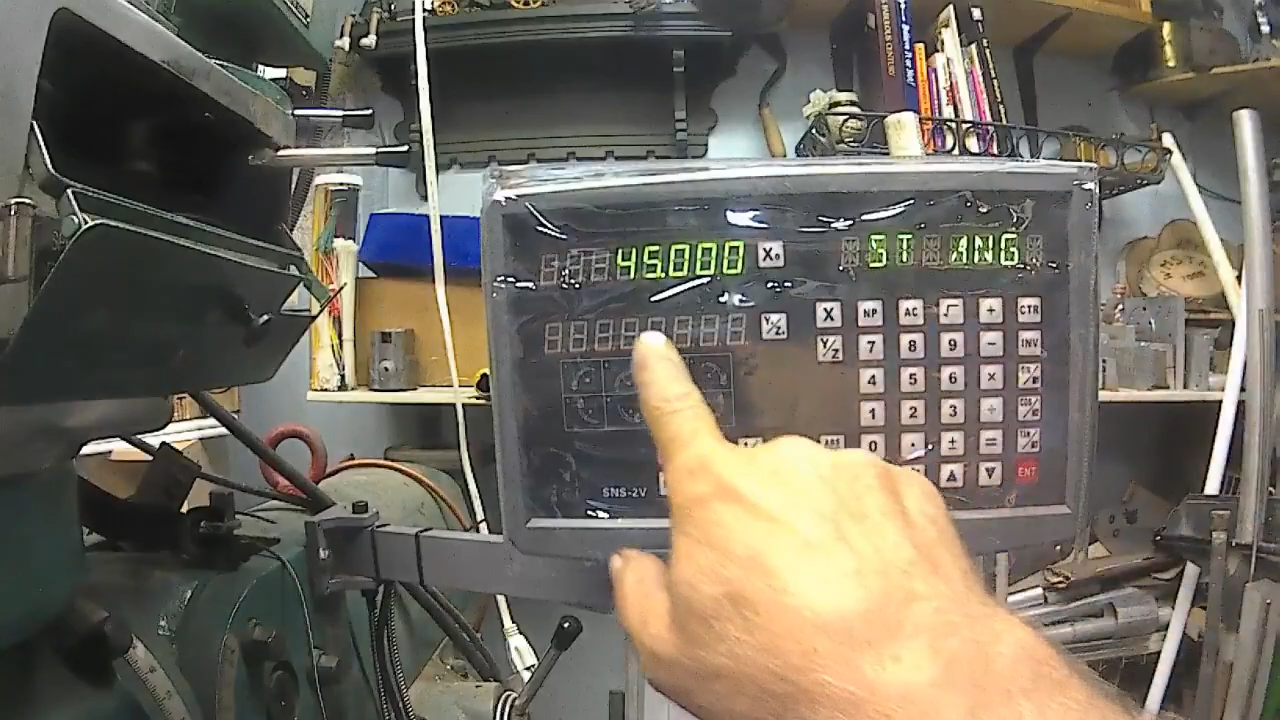 45.000 X₀ ST ANG
Y/Z₀
X NP AC √ + CTR
Y/Z 7 8 9 - INV
4 5 6 ×
1 2 3 ÷
0 . ± =
▲ ▼ ENT
SNS-2V